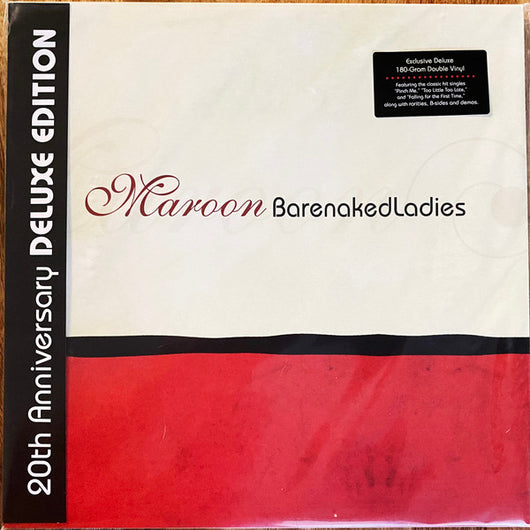 20th Anniversary DELUXE EDITION
Exclusive Deluxe
180-Gram Double Vinyl
Featuring the classic hit singles
"Pinch Me," "Too Little Too Late,"
and "Falling for the First Time,"
along with rarities, B-sides and demos.
Maroon BarenakedLadies